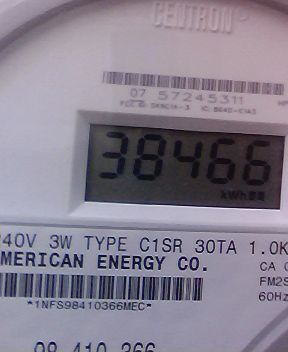 CENTRON®
07 57245311
38466
kWh
240V 3W TYPE C1SR 30TA 1.0K
MERICAN ENERGY CO.
CA
FM2S
60Hz
*1NFS98410366MEC*
98 410 366